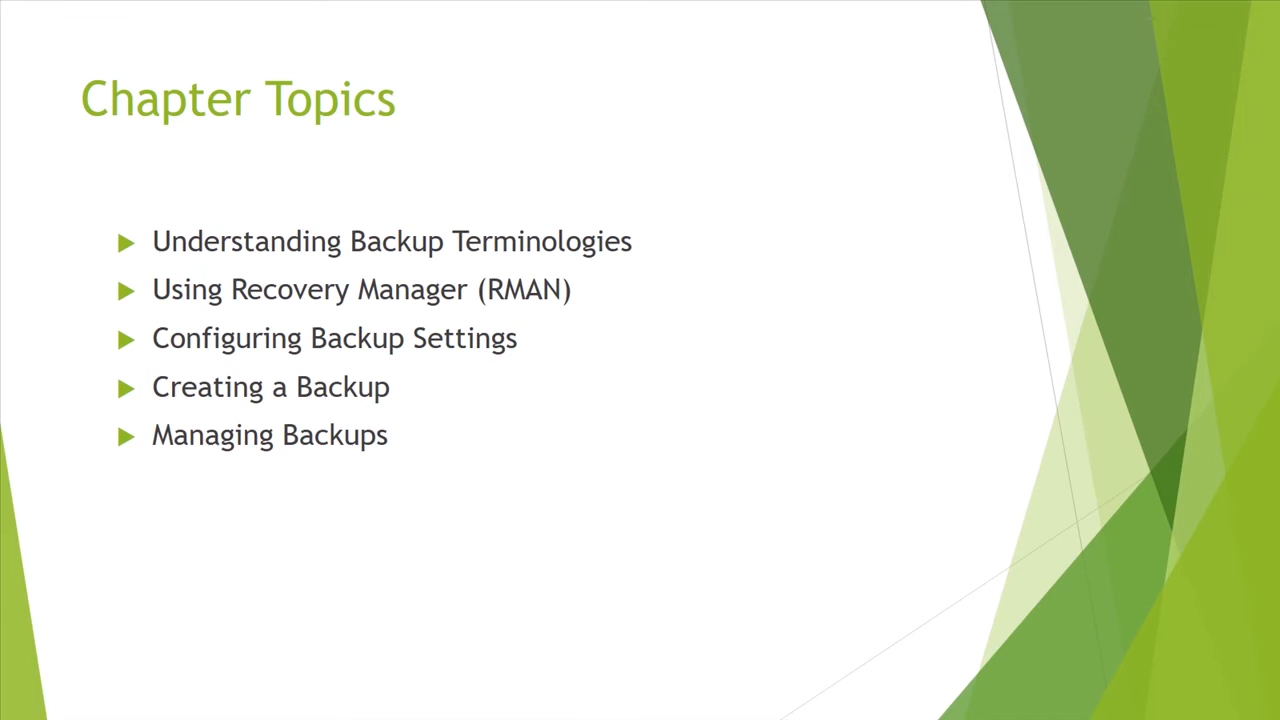 Chapter Topics
Understanding Backup Terminologies
Using Recovery Manager (RMAN)
Configuring Backup Settings
Creating a Backup
Managing Backups